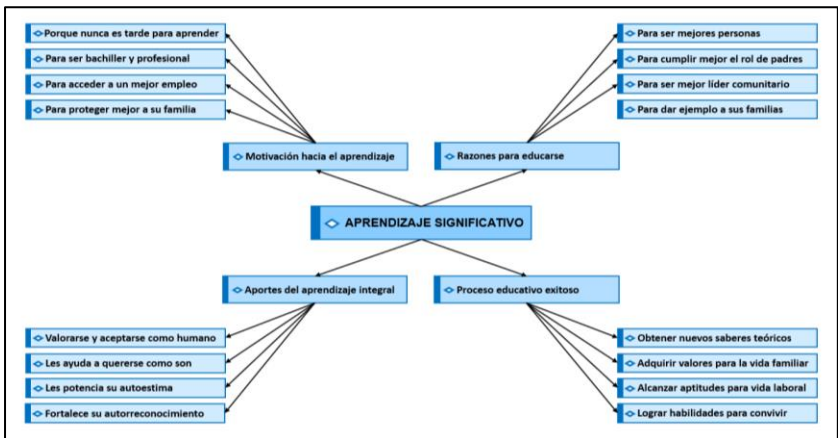 Porque nunca es tarde para aprender
Para ser bachiller y profesional
Para acceder a un mejor empleo
Para proteger mejor a su familia
Para ser mejores personas
Para cumplir mejor el rol de padres
Para ser mejor líder comunitario
Para dar ejemplo a sus familias
Motivación hacia el aprendizaje
Razones para educarse
APRENDIZAJE SIGNIFICATIVO
Aportes del aprendizaje integral
Proceso educativo exitoso
Valorarse y aceptarse como humano
Les ayuda a quererse como son
Les potencia su autoestima
Fortalece su autorreconocimiento
Obtener nuevos saberes teóricos
Adquirir valores para la vida familiar
Alcanzar aptitudes para vida laboral
Lograr habilidades para convivir